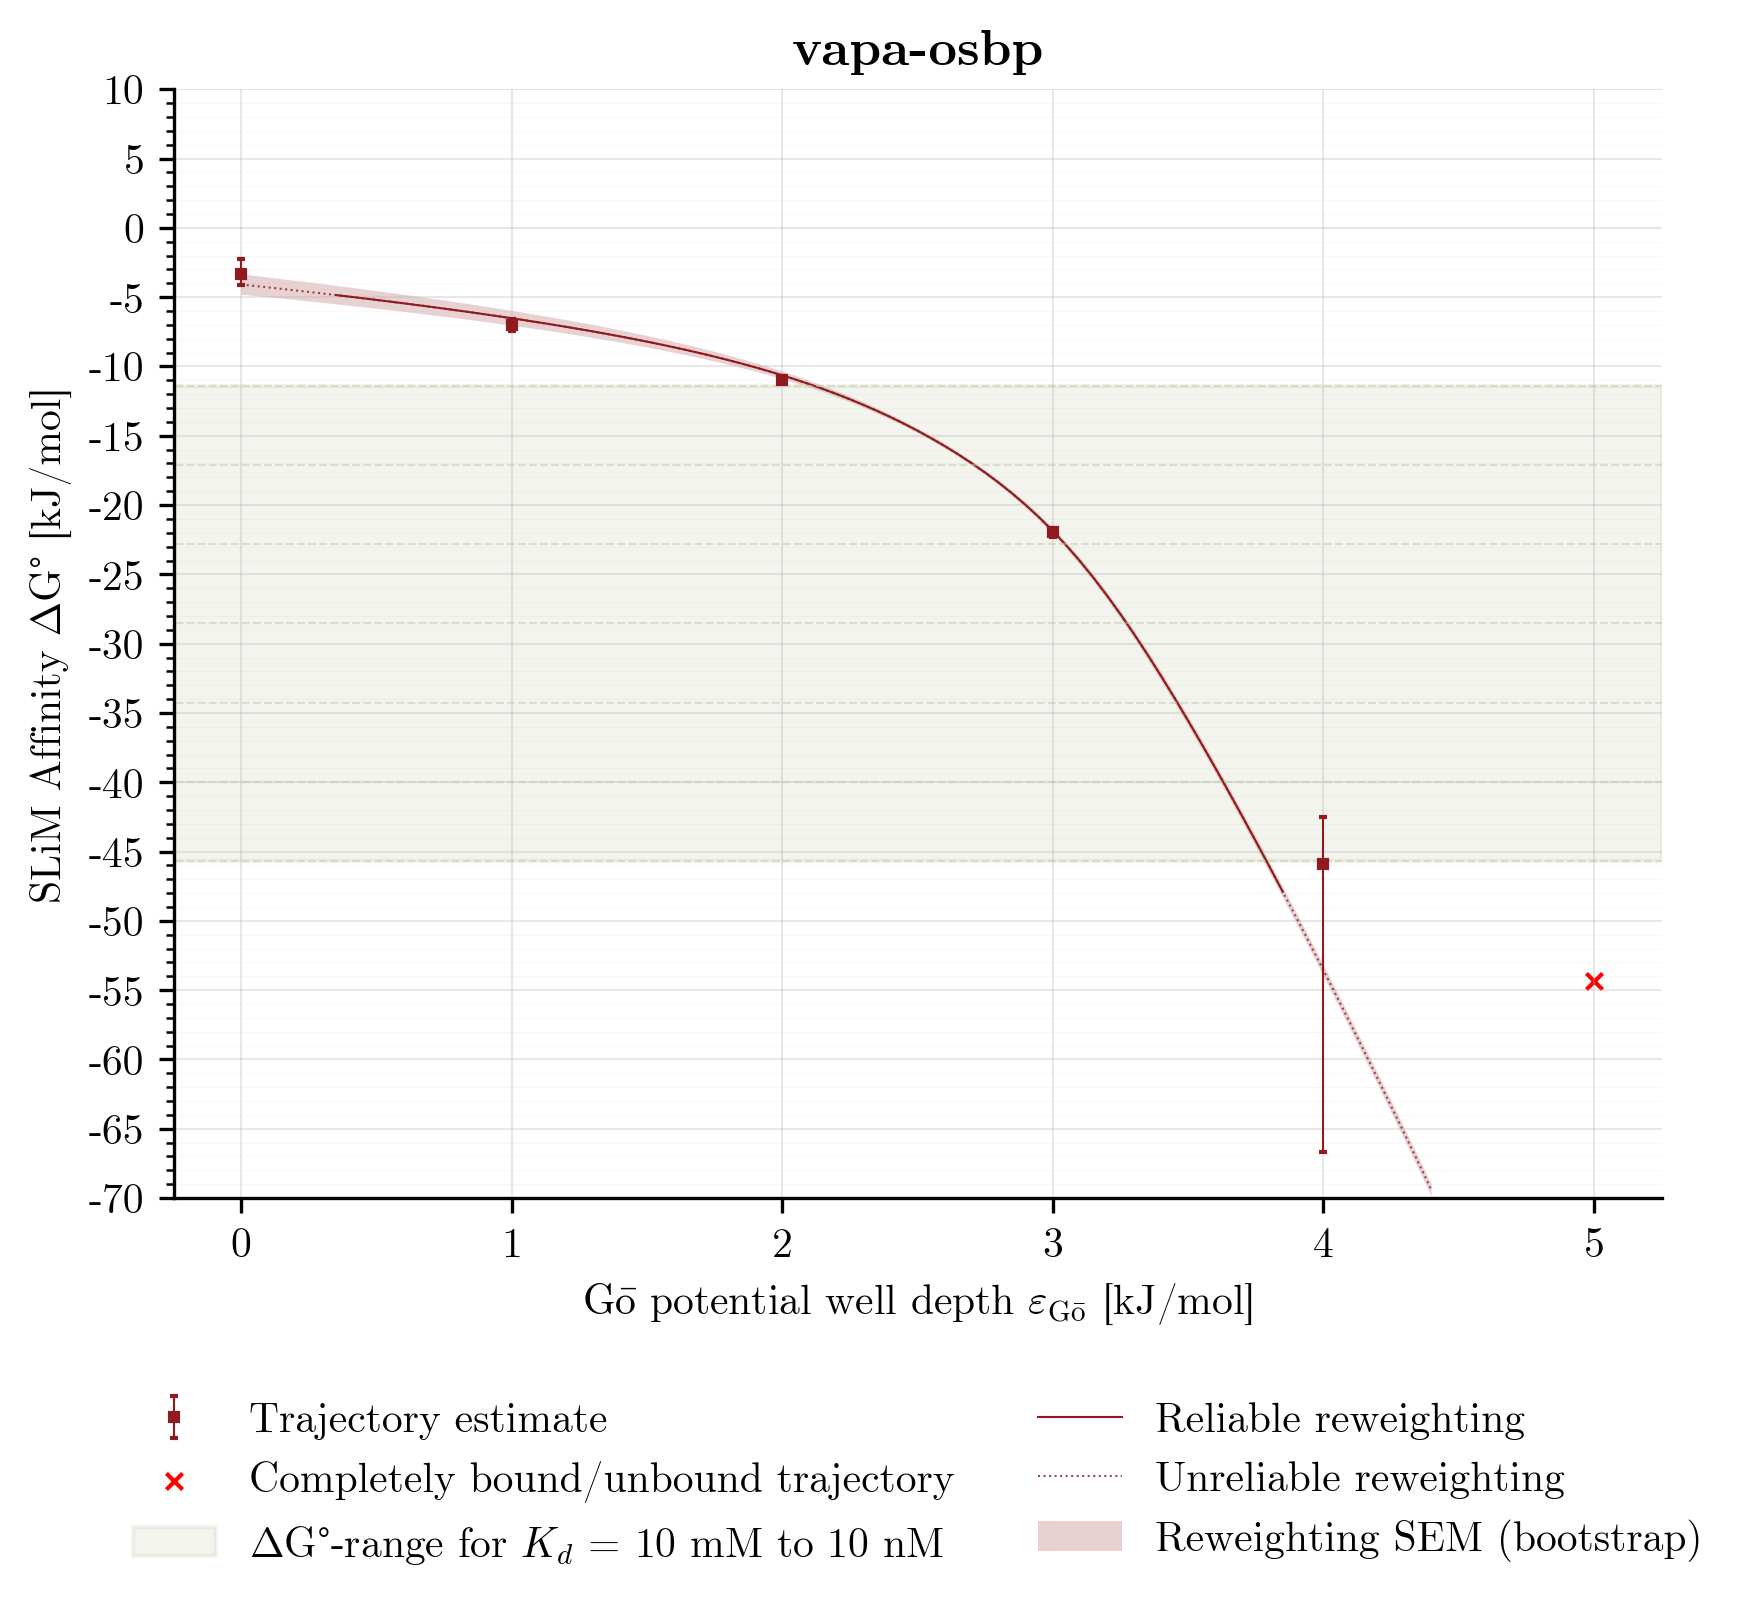 vapa-osbp
10
5
0
-5
-10
-15
-20
-25
-30
-35
-40
-45
-50
-55
-60
-65
-70
SLiM Affinity ΔG° [kJ/mol]
0 1 2 3 4 5
Gō potential well depth ε_Gō [kJ/mol]
Trajectory estimate
Completely bound/unbound trajectory
ΔG°-range for K_d = 10 mM to 10 nM
Reliable reweighting
Unreliable reweighting
Reweighting SEM (bootstrap)